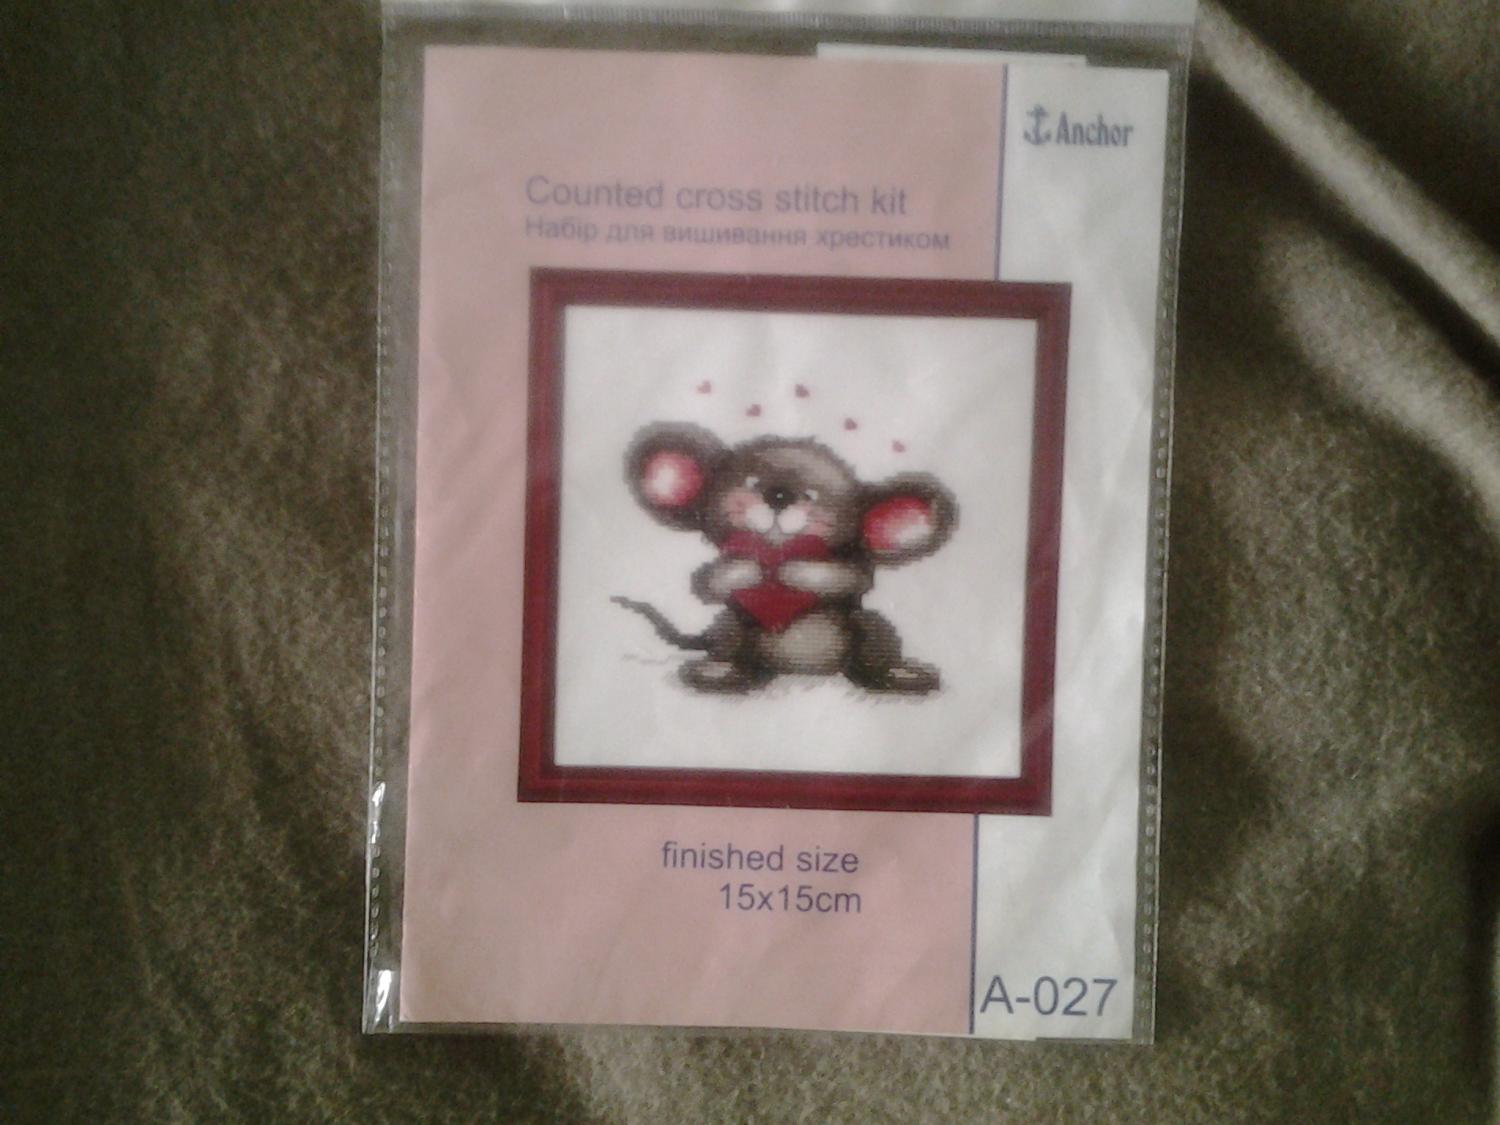 Anchor
Counted cross stitch kit
Набір для вишивання хрестиком
finished size
15x15cm
A-027